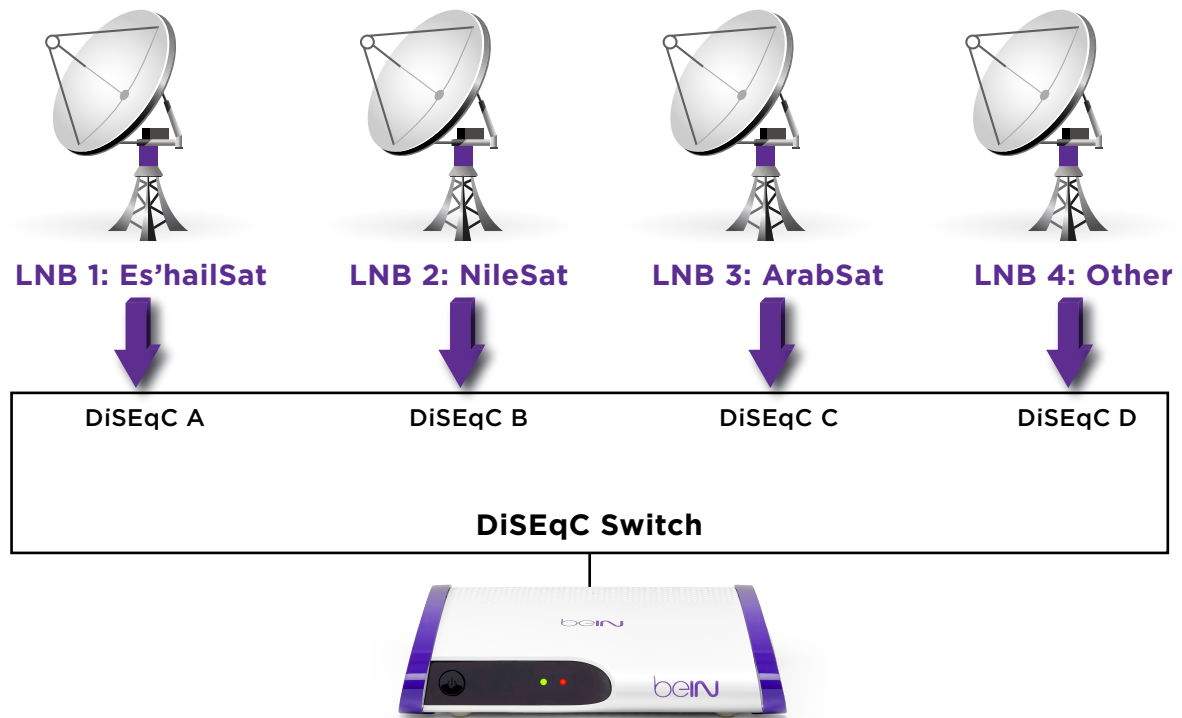 LNB 1: Es’hailSat
LNB 2: NileSat
LNB 3: ArabSat
LNB 4: Other
DiSEqC A
DiSEqC B
DiSEqC C
DiSEqC D
DiSEqC Switch
beIN
beIN